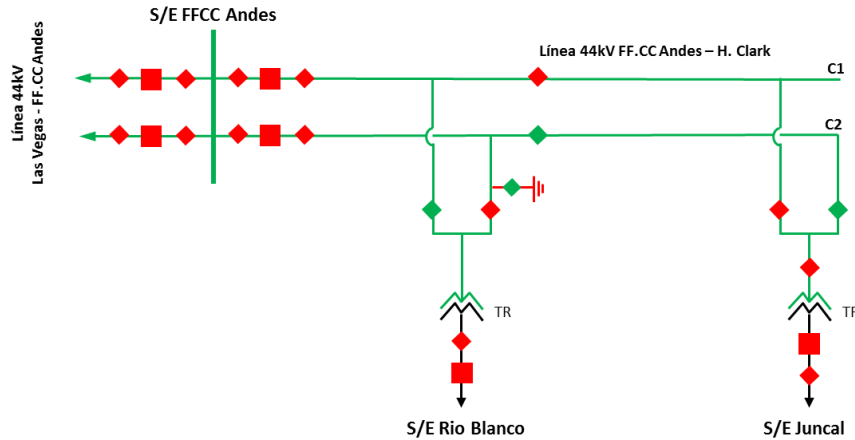 S/E FFCC Andes
Línea 44kV
Las Vegas - FF.CC Andes
Línea 44kV FF.CC Andes – H. Clark
C1
C2
TR
TR
S/E Rio Blanco
S/E Juncal